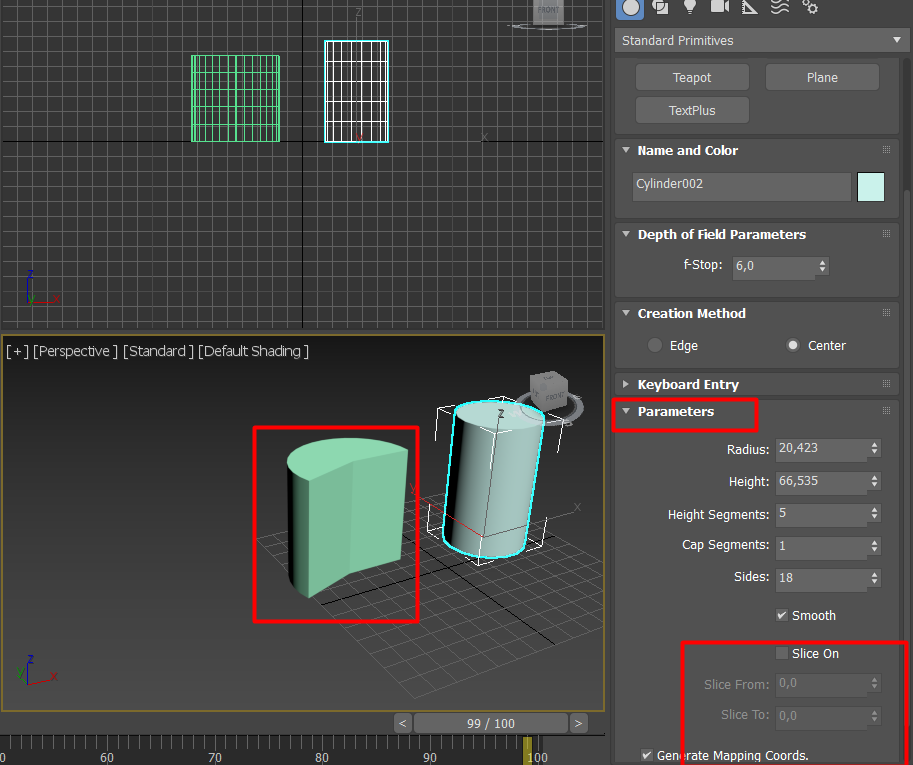 Z
FRONT
X
z
x
[ + ] [Perspective ] [Standard ] [Default Shading ]
FRONT
z
x
z
y
x
< 99 / 100 >
0 60 70 80 90 100
Standard Primitives
Teapot Plane
TextPlus
Name and Color
Cylinder002
Depth of Field Parameters
f-Stop: 6,0
Creation Method
Edge Center
Keyboard Entry
Parameters
Radius: 20,423
Height: 66,535
Height Segments: 5
Cap Segments: 1
Sides: 18
Smooth
Slice On
Slice From: 0,0
Slice To: 0,0
Generate Mapping Coords.